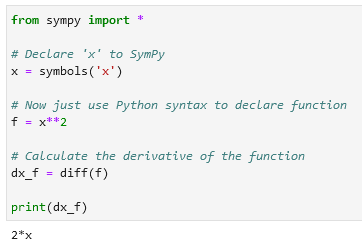 from sympy import *
# Declare 'x' to SymPy
x = symbols('x')
# Now just use Python syntax to declare function
f = x**2
# Calculate the derivative of the function
dx_f = diff(f)
print(dx_f)
2*x